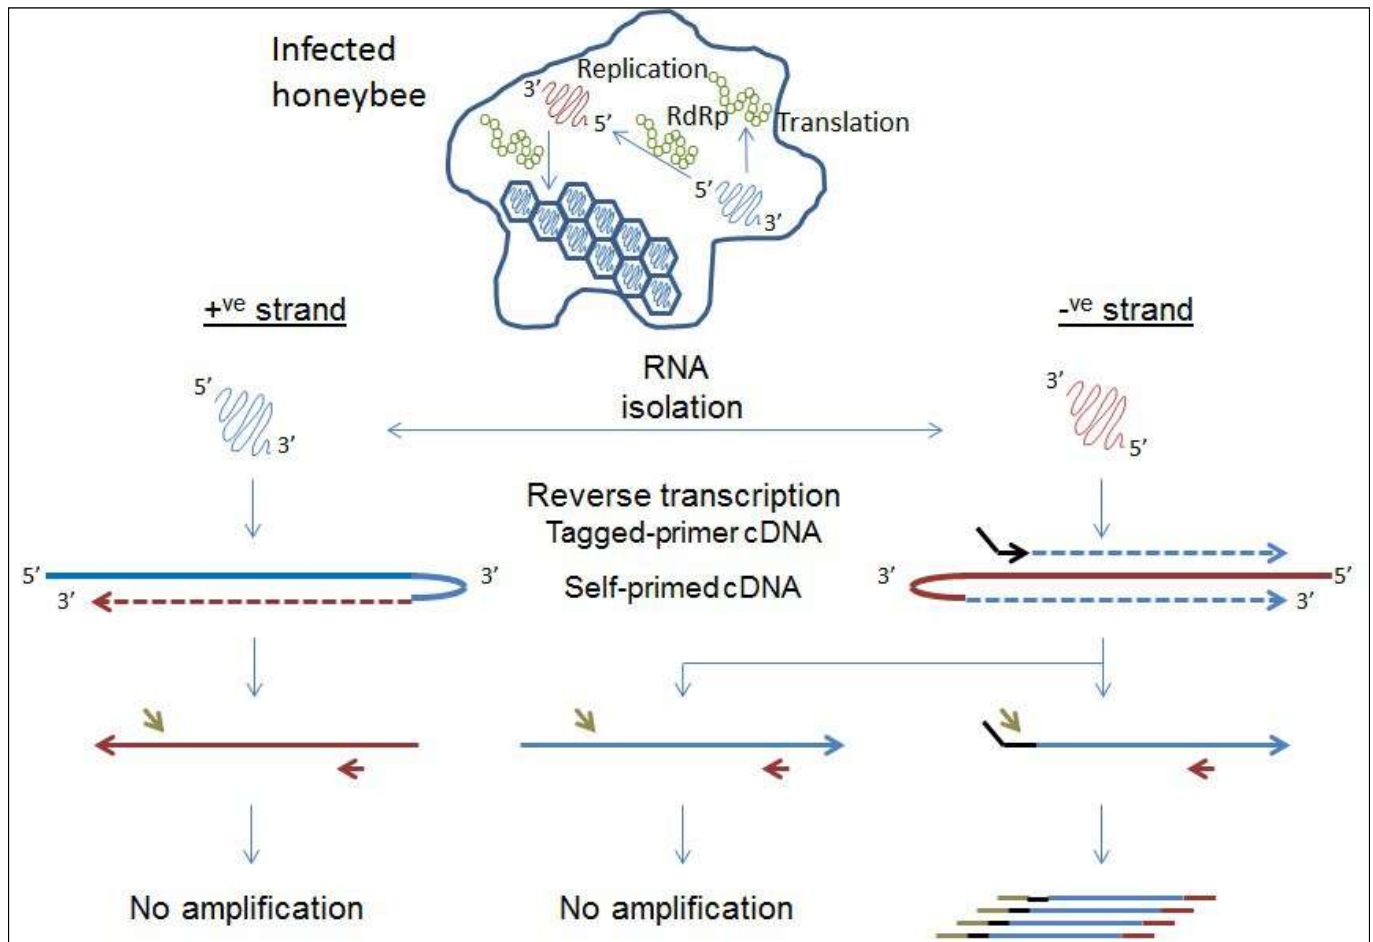 Infected
honeybee
Replication
3’
5’
RdRp
Translation
5’
3’
+ve strand
-ve strand
RNA
isolation
5’
3’
3’
5’
Reverse transcription
Tagged-primer cDNA
Self-primed cDNA
5’
3’
3’
3’
5’
3’
No amplification
No amplification